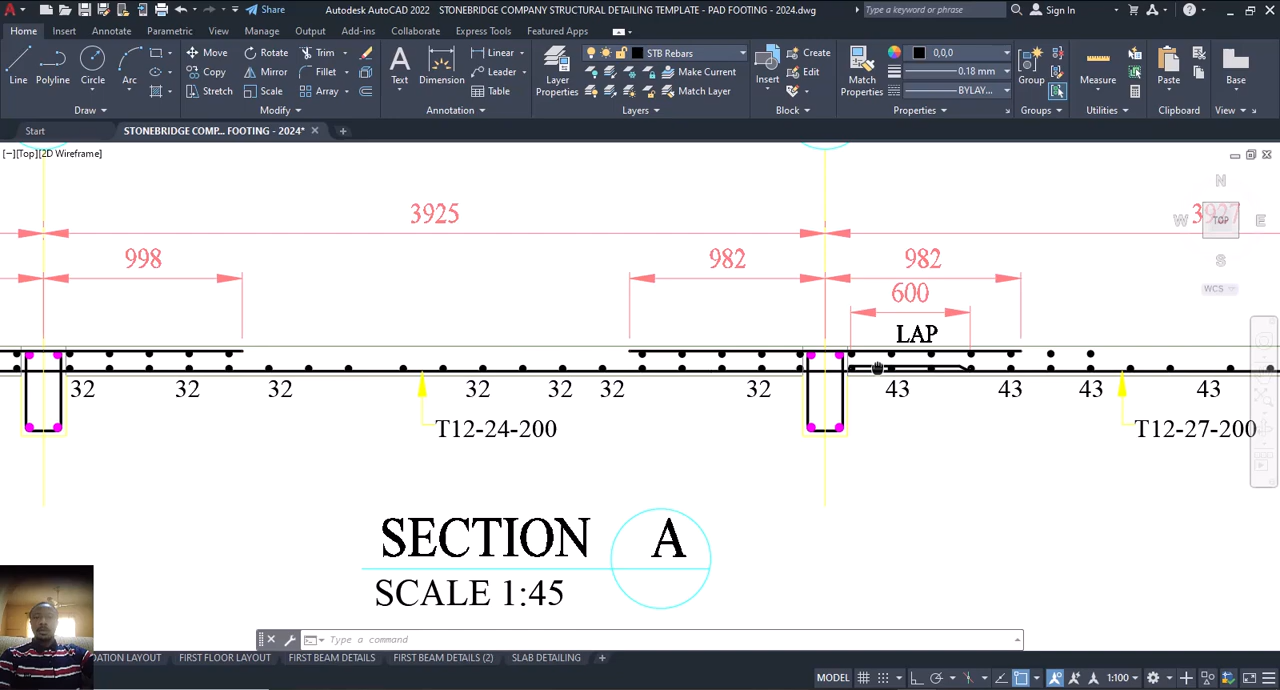 Share
Autodesk AutoCAD 2022 STONEBRIDGE COMPANY STRUCTURAL DETAILING TEMPLATE - PAD FOOTING - 2024.dwg
Type a keyword or phrase
Sign In
Home Insert Annotate Parametric View Manage Output Add-ins Collaborate Express Tools Featured Apps
Line Polyline Circle Arc
Move Rotate Trim
Copy Mirror Fillet
Stretch Scale Array
Text Dimension
Linear
Leader
Table
Layer Properties
STB Rebars
Make Current
Match Layer
Insert
Create
Edit
Match Properties
0,0,0
0.18 mm
BYLAY...
Group
Measure
Paste
Base
Draw Modify Annotation Layers Block Properties Groups Utilities Clipboard View
Start
STONEBRIDGE COMP... FOOTING - 2024*
[−][Top][2D Wireframe]
N
W TOP E
S
WCS
3925 3927
998 982 982
600
LAP
32 32 32 32 32 32 32 43 43 43 43
T12-24-200 T12-27-200
SECTION A
SCALE 1:45
Type a command
DATION LAYOUT FIRST FLOOR LAYOUT FIRST BEAM DETAILS FIRST BEAM DETAILS (2) SLAB DETAILING +
MODEL 1:100